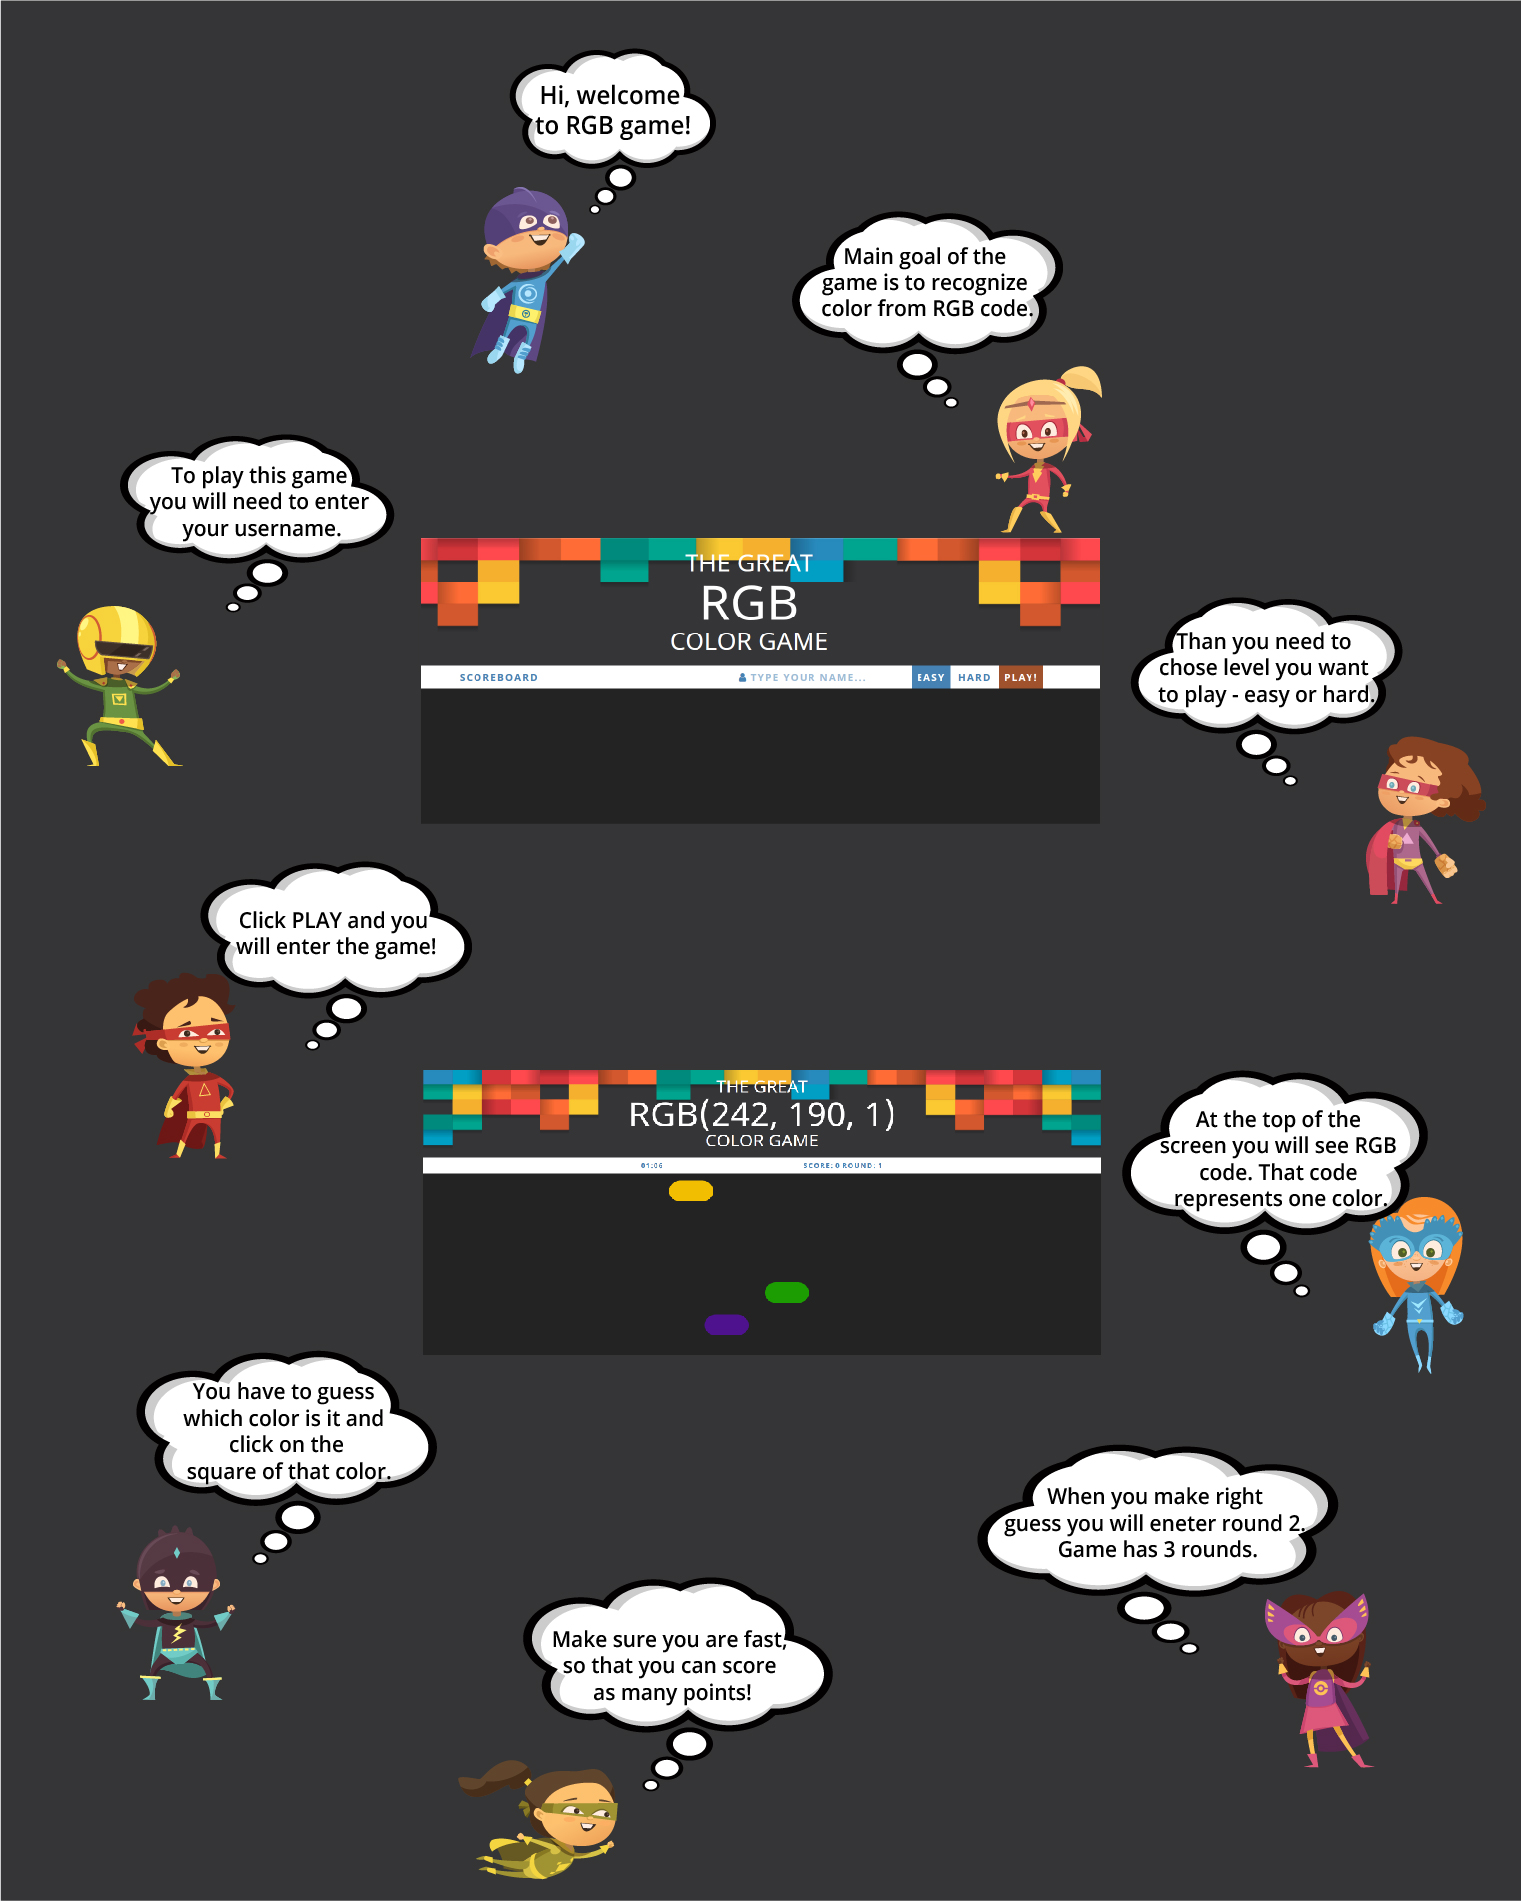 Hi, welcome
to RGB game!
Main goal of the
game is to recognize
color from RGB code.
To play this game
you will need to enter
your username.
THE GREAT
RGB
COLOR GAME
SCOREBOARD
TYPE YOUR NAME...
EASY
HARD
PLAY!
Than you need to
chose level you want
to play - easy or hard.
Click PLAY and you
will enter the game!
THE GREAT
RGB(242, 190, 1)
COLOR GAME
01:06
SCORE: 0 ROUND: 1
At the top of the
screen you will see RGB
code. That code
represents one color.
You have to guess
which color is it and
click on the
square of that color.
When you make right
guess you will eneter round 2.
Game has 3 rounds.
Make sure you are fast,
so that you can score
as many points!